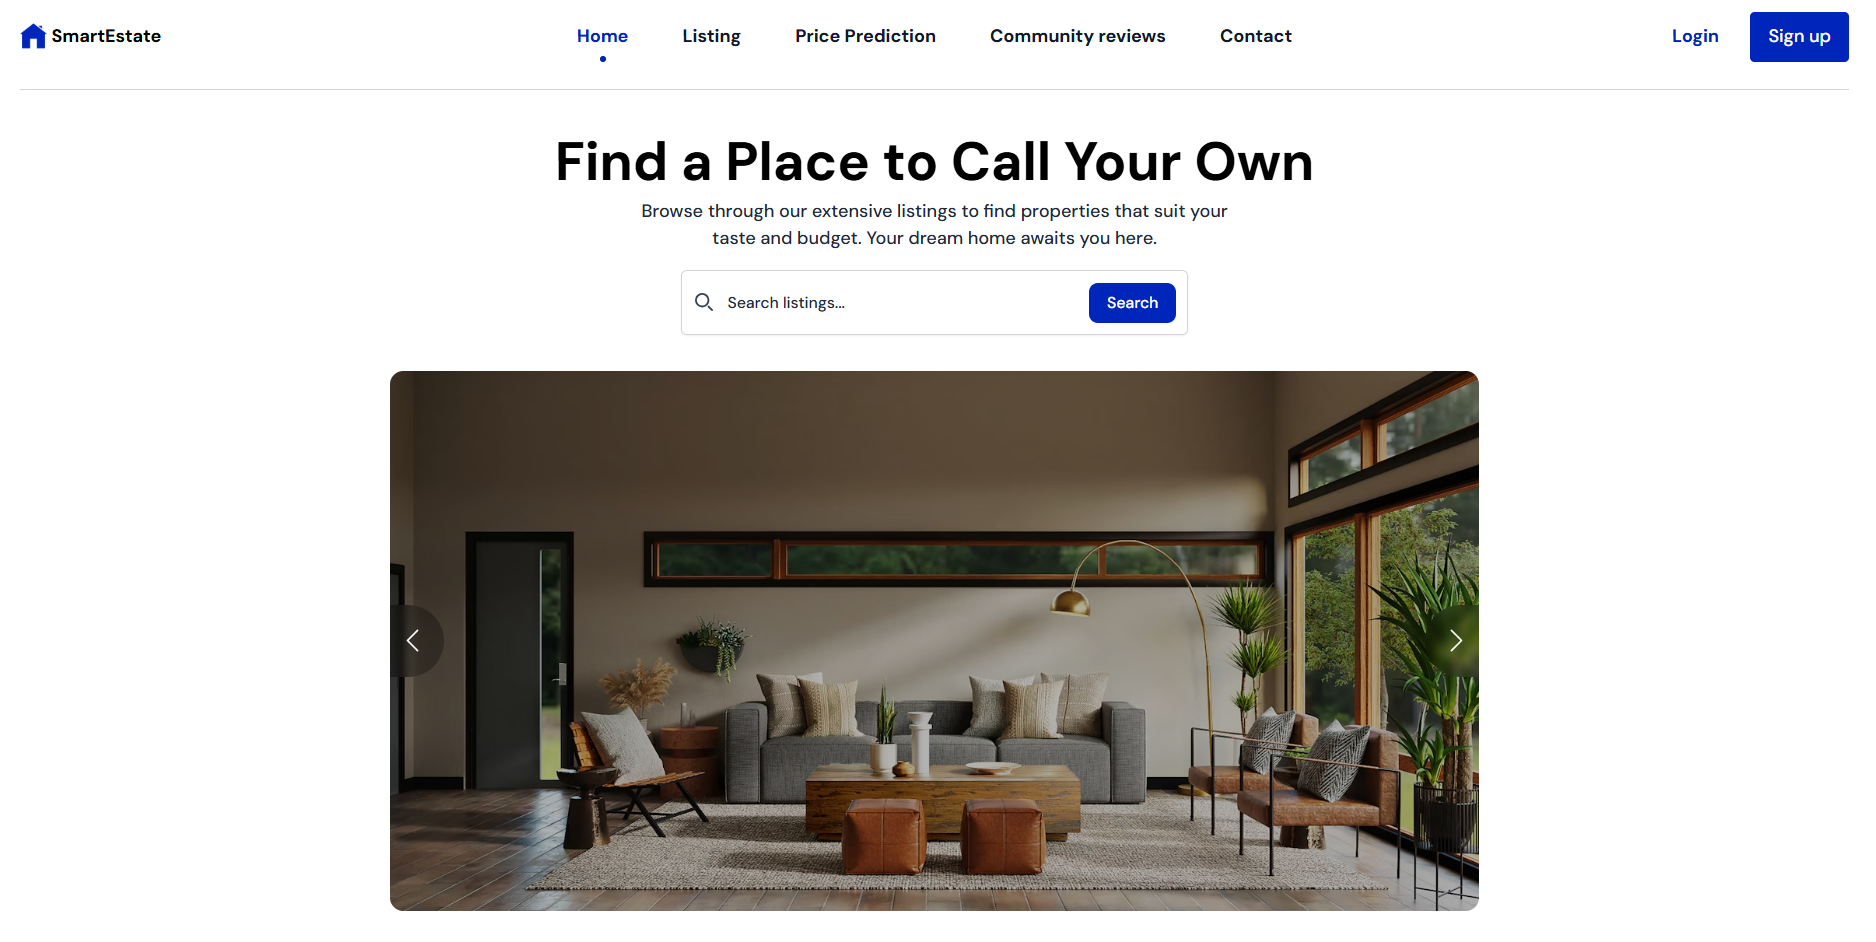 SmartEstate
Home
Listing
Price Prediction
Community reviews
Contact
Login
Sign up
Find a Place to Call Your Own
Browse through our extensive listings to find properties that suit your
taste and budget. Your dream home awaits you here.
Search listings...
Search